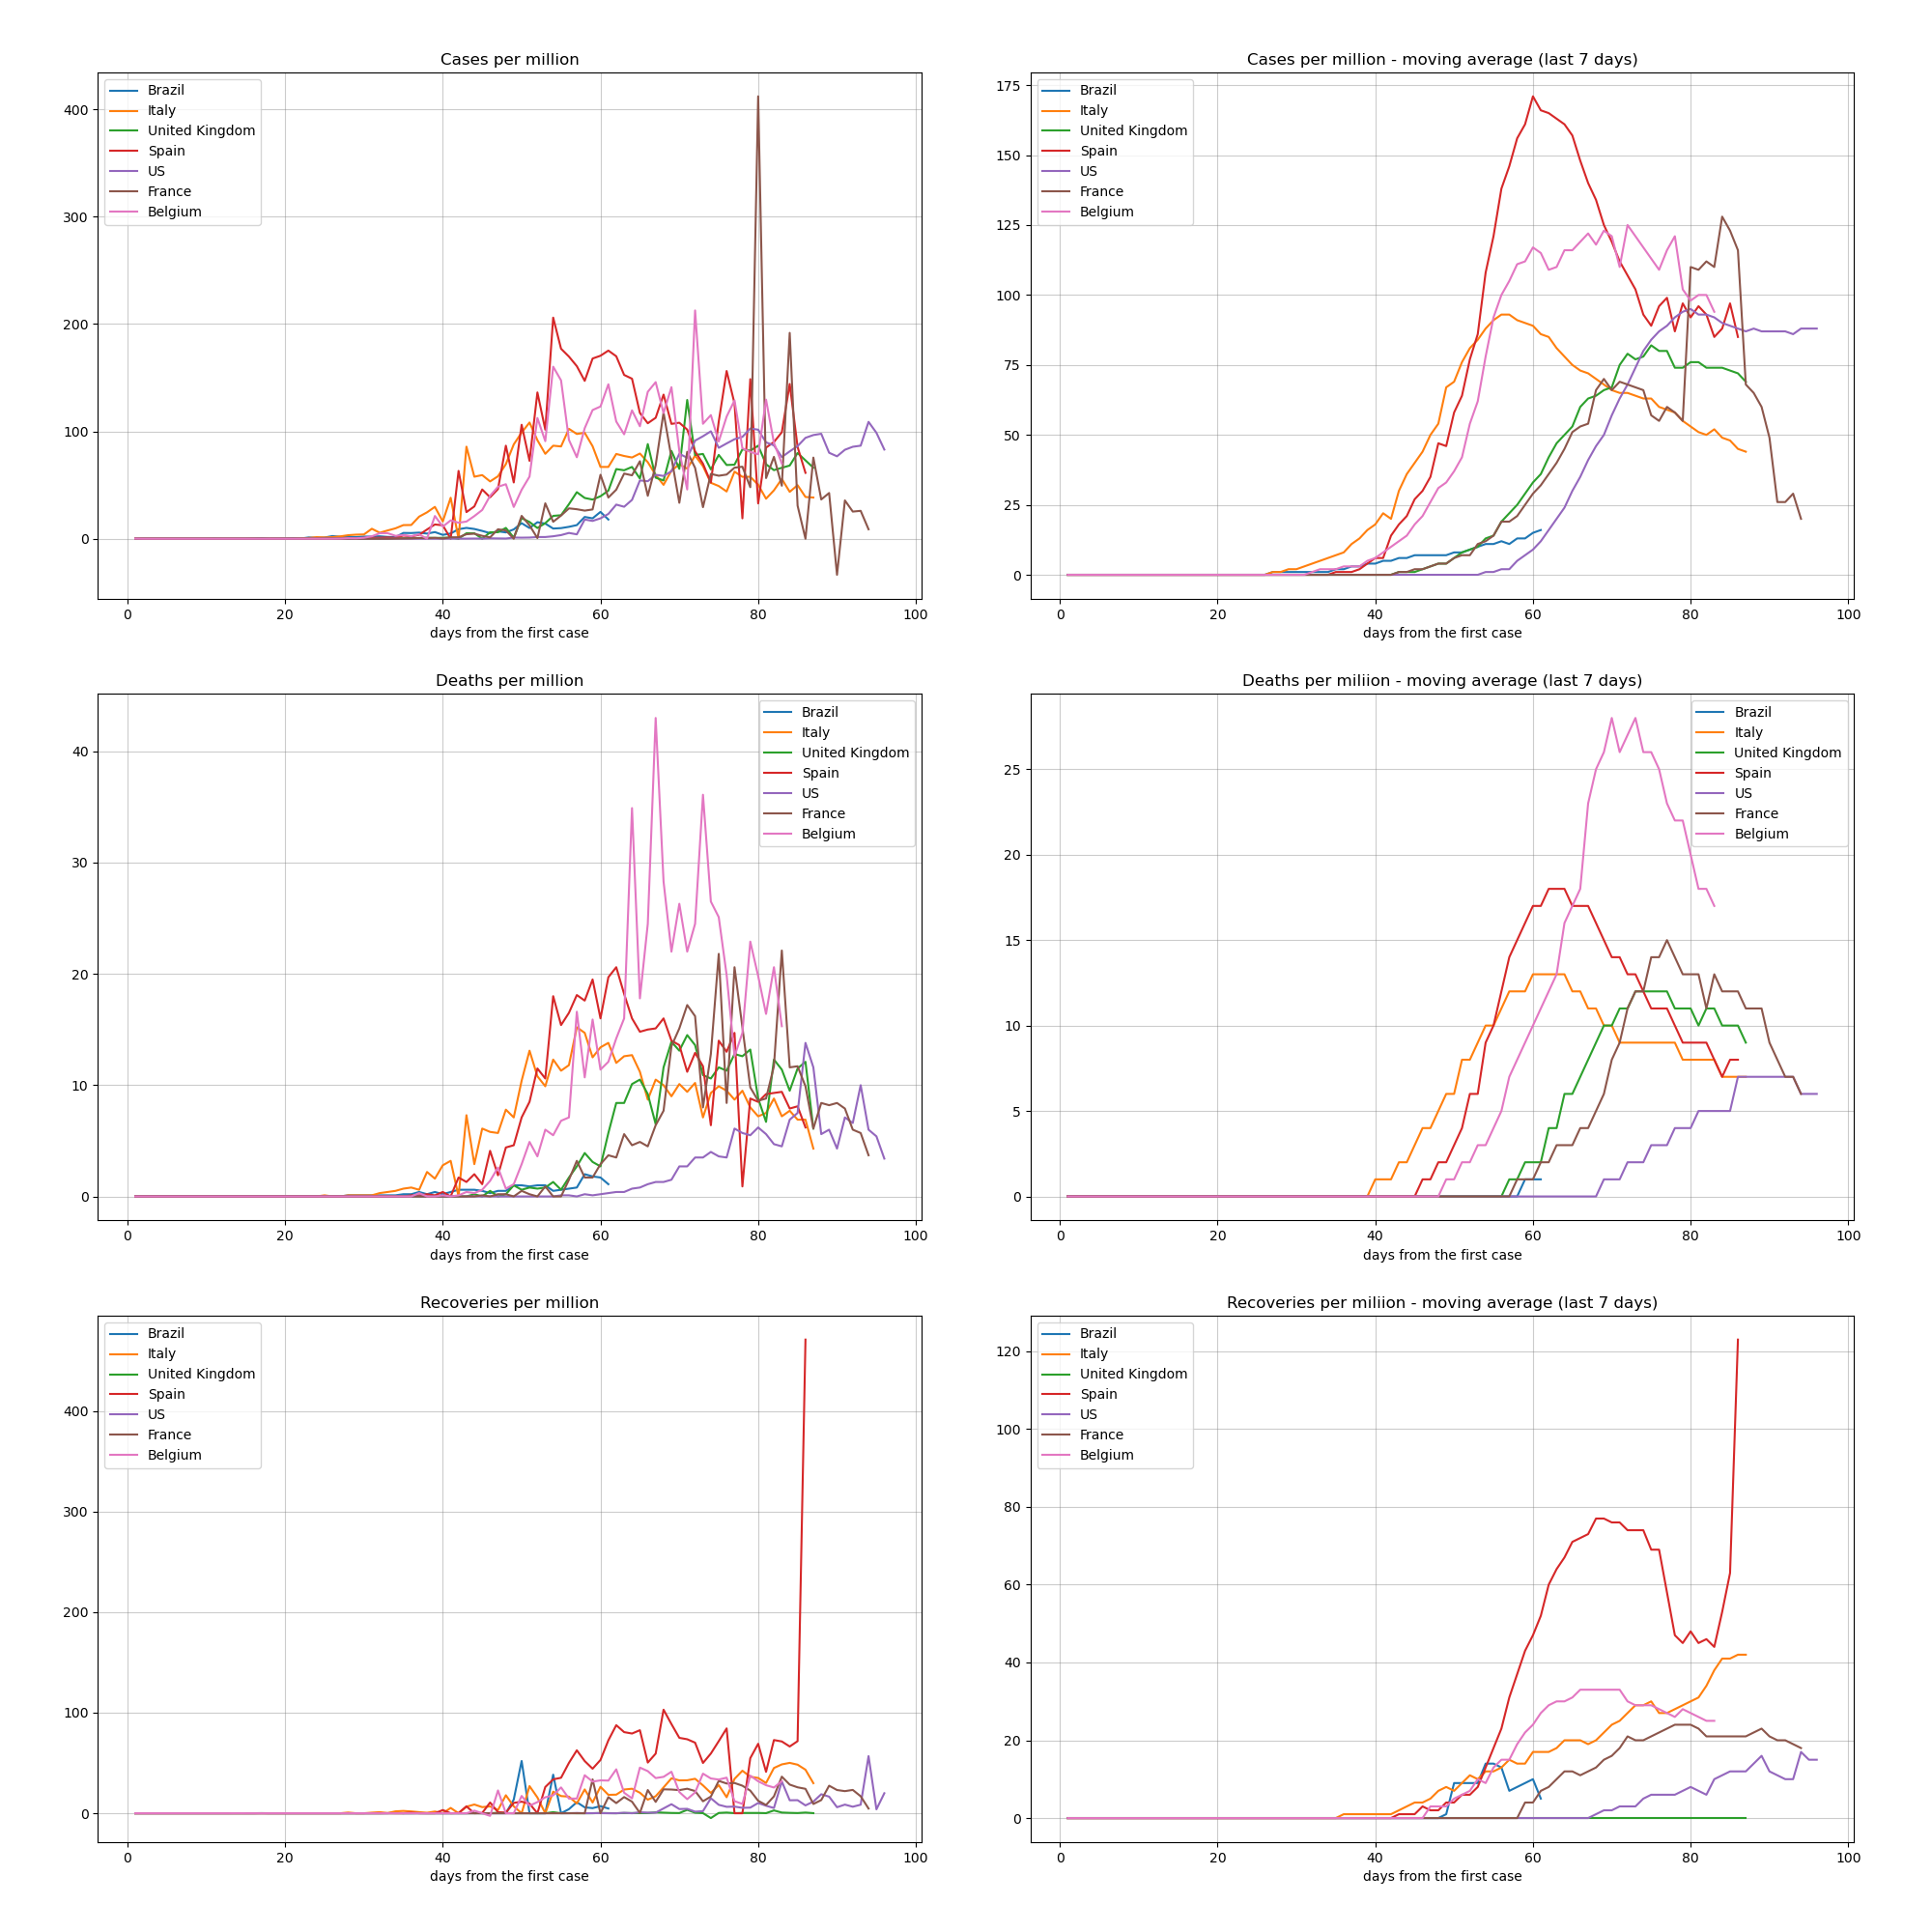 Cases per million
400
300
200
100
0
Brazil
Italy
United Kingdom
Spain
US
France
Belgium
0 20 40 60 80 100
days from the first case
Cases per million - moving average (last 7 days)
175
150
125
100
75
50
25
0
Brazil
Italy
United Kingdom
Spain
US
France
Belgium
0 20 40 60 80 100
days from the first case
Deaths per million
40
30
20
10
0
Brazil
Italy
United Kingdom
Spain
US
France
Belgium
0 20 40 60 80 100
days from the first case
Deaths per miliion - moving average (last 7 days)
25
20
15
10
5
0
Brazil
Italy
United Kingdom
Spain
US
France
Belgium
0 20 40 60 80 100
days from the first case
Recoveries per million
400
300
200
100
0
Brazil
Italy
United Kingdom
Spain
US
France
Belgium
0 20 40 60 80 100
days from the first case
Recoveries per miliion - moving average (last 7 days)
120
100
80
60
40
20
0
Brazil
Italy
United Kingdom
Spain
US
France
Belgium
0 20 40 60 80 100
days from the first case